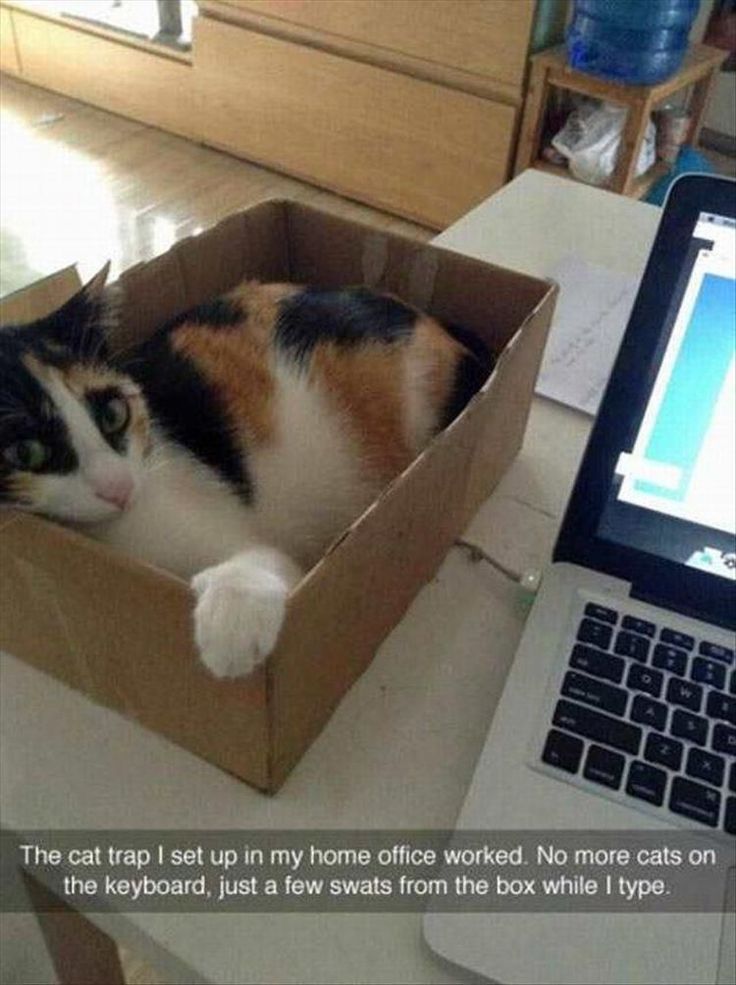 The cat trap I set up in my home office worked. No more cats on
the keyboard, just a few swats from the box while I type.
Q
W
A
S
D
Z
X